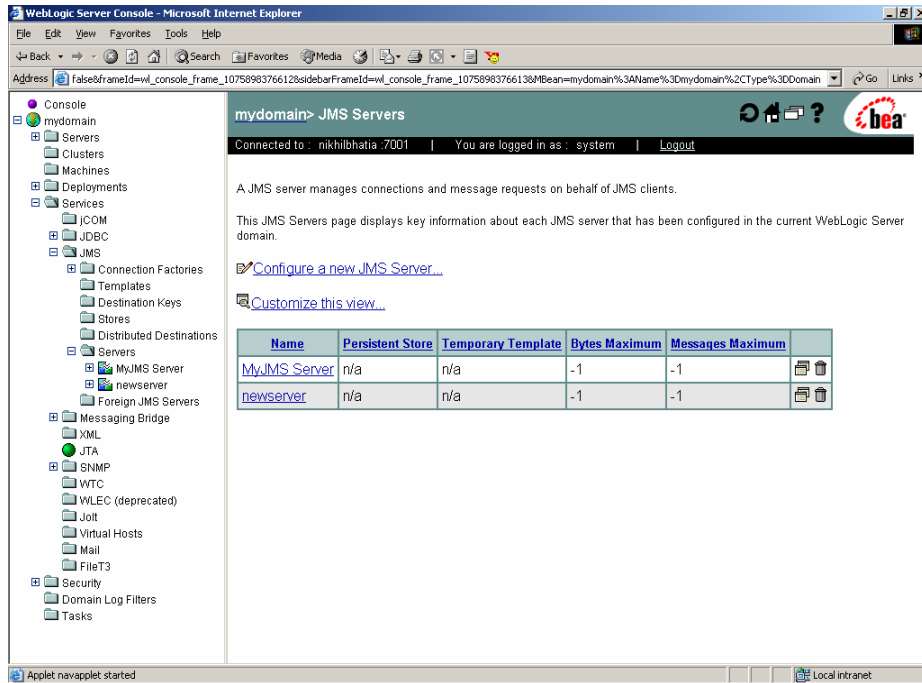 WebLogic Server Console - Microsoft Internet Explorer
File Edit View Favorites Tools Help
Back Search Favorites Media
Address false&frameId=wl_console_frame_1075898376612&sidebarFrameId=wl_console_frame_1075898376613&MBean=mydomain%3AName%3Dmydomain%2CType%3DDomain Go Links
Console
mydomain
Servers
Clusters
Machines
Deployments
Services
jCOM
JDBC
JMS
Connection Factories
Templates
Destination Keys
Stores
Distributed Destinations
Servers
MyJMS Server
newserver
Foreign JMS Servers
Messaging Bridge
XML
JTA
SNMP
WTC
WLEC (deprecated)
Jolt
Virtual Hosts
Mail
FileT3
Security
Domain Log Filters
Tasks
mydomain> JMS Servers
?
bea
Connected to : nikhilbhatia :7001 | You are logged in as : system | Logout
A JMS server manages connections and message requests on behalf of JMS clients.
This JMS Servers page displays key information about each JMS server that has been configured in the current WebLogic Server
domain.
Configure a new JMS Server...
Customize this view...
Name Persistent Store Temporary Template Bytes Maximum Messages Maximum
MyJMS Server n/a n/a -1 -1
newserver n/a n/a -1 -1
Applet navapplet started Local intranet